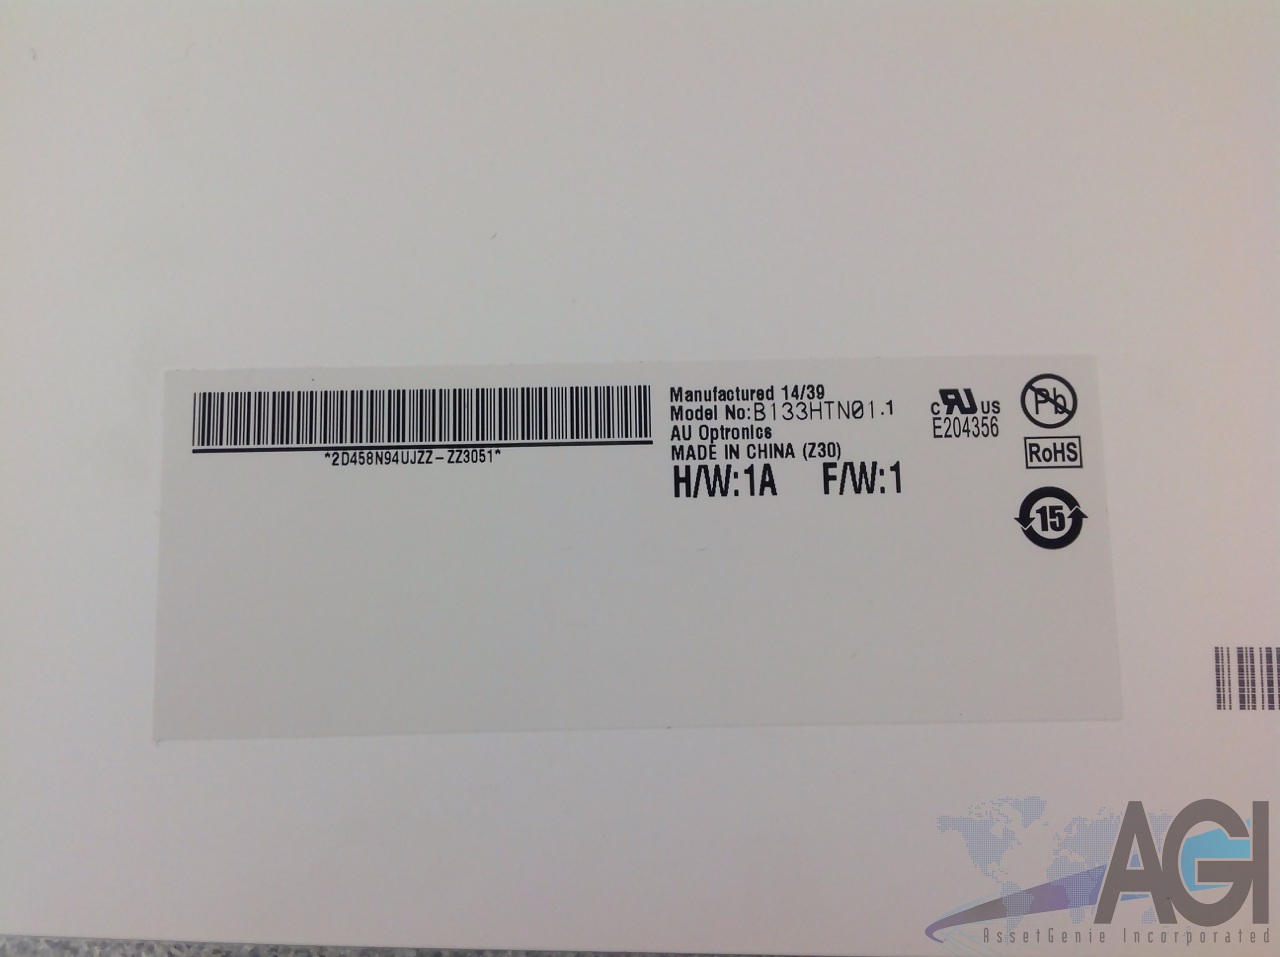 Manufactured 14/39
Model No:B133HTN01.1
AU Optronics
MADE IN CHINA (Z30)
H/W:1A F/W:1
*2D458N94UJZZ-ZZ3051*
c UR US
E204356
Pb
RoHS
15
AGI
AssetGenie Incorporated